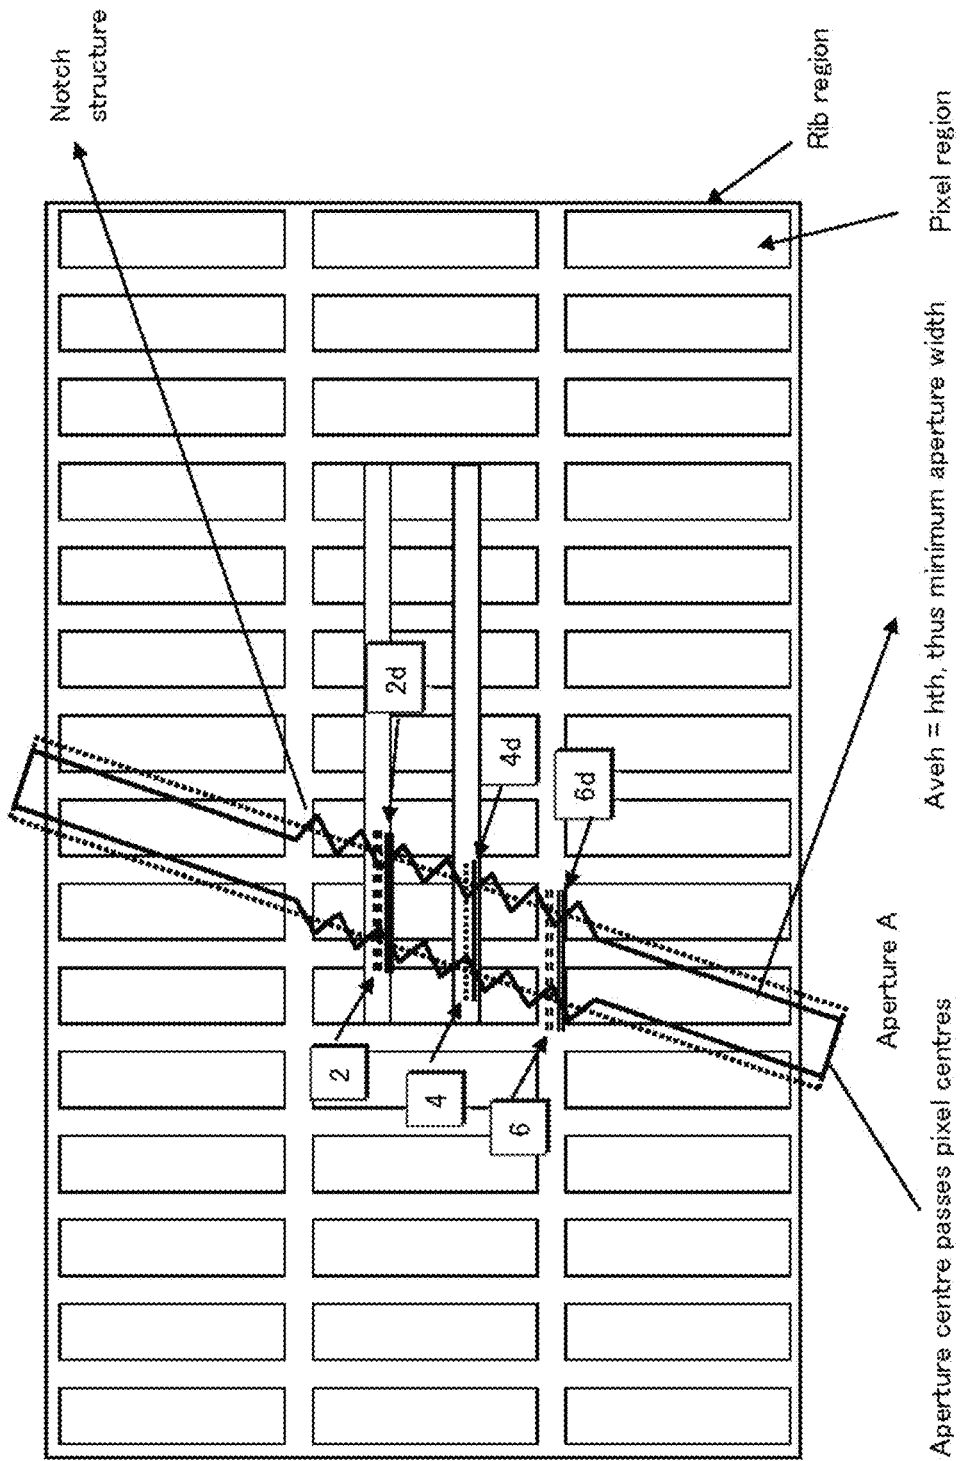 Notch
structure
Rib region
Pixel region
2d
4d
6d
2
4
6
Aveh = hth, thus minimum aperture width
Aperture A
Aperture centre passes pixel centres